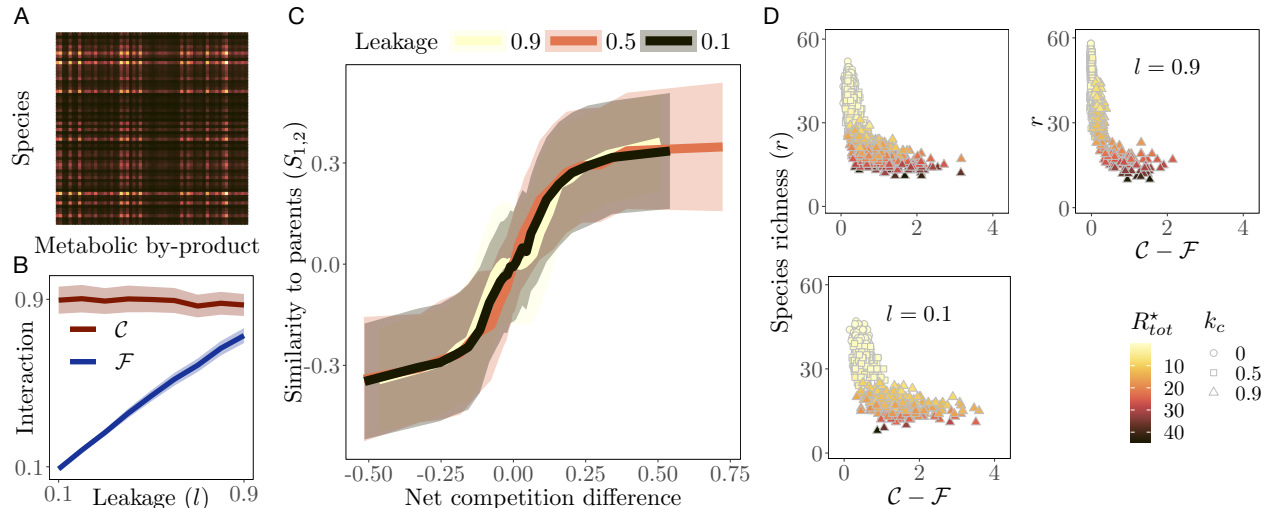 A
Species
Metabolic by-product
B
Interaction
0.9
0.1
C
F
0.1
0.9
Leakage (l)
C
Leakage
0.9
0.5
0.1
Similarity to parents (S1,2)
0.3
0.0
-0.3
-0.50
-0.25
0.00
0.25
0.50
0.75
Net competition difference
D
Species richness (r)
60
30
0
0
2
4
60
30
0
r
l = 0.9
0
2
4
C − F
60
30
0
l = 0.1
0
2
4
C − F
R⋆tot
10
20
30
40
kc
0
0.5
0.9